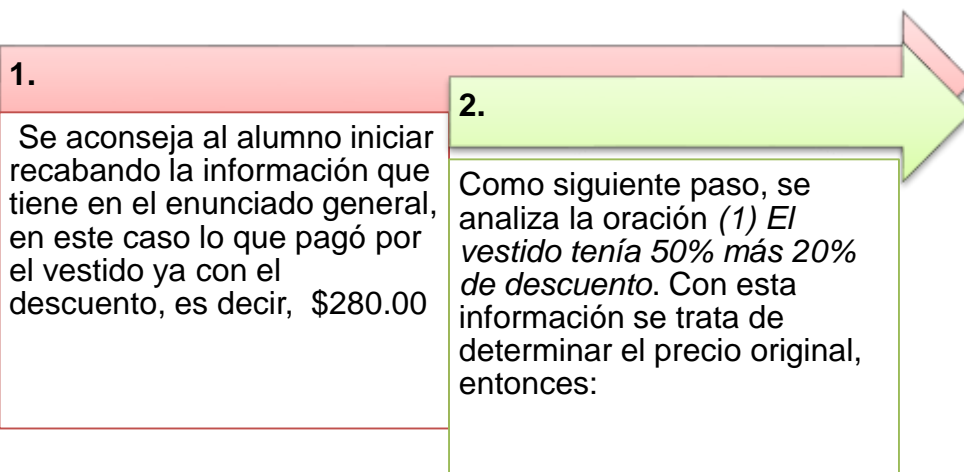 1.
Se aconseja al alumno iniciar
recabando la información que
tiene en el enunciado general,
en este caso lo que pagó por
el vestido ya con el
descuento, es decir, $280.00
2.
Como siguiente paso, se
analiza la oración (1) El
vestido tenía 50% más 20%
de descuento. Con esta
información se trata de
determinar el precio original,
entonces: